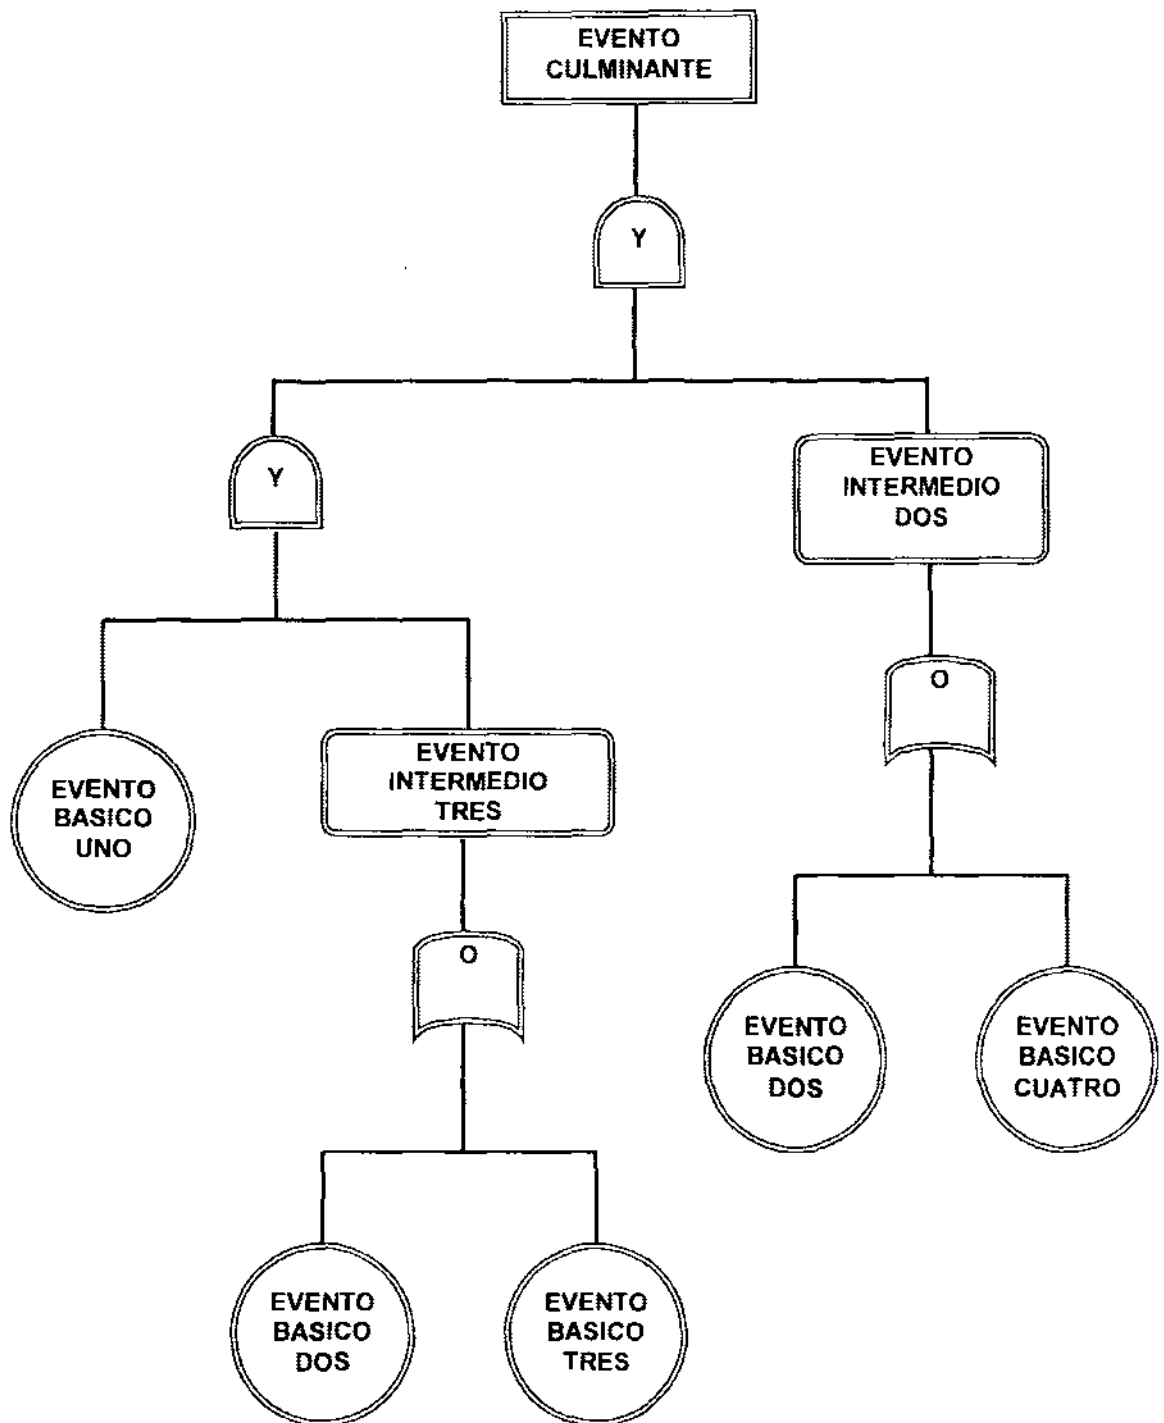 EVENTO
CULMINANTE
Y
Y
EVENTO
INTERMEDIO
DOS
O
EVENTO
BASICO
UNO
EVENTO
INTERMEDIO
TRES
O
EVENTO
BASICO
DOS
EVENTO
BASICO
CUATRO
EVENTO
BASICO
DOS
EVENTO
BASICO
TRES